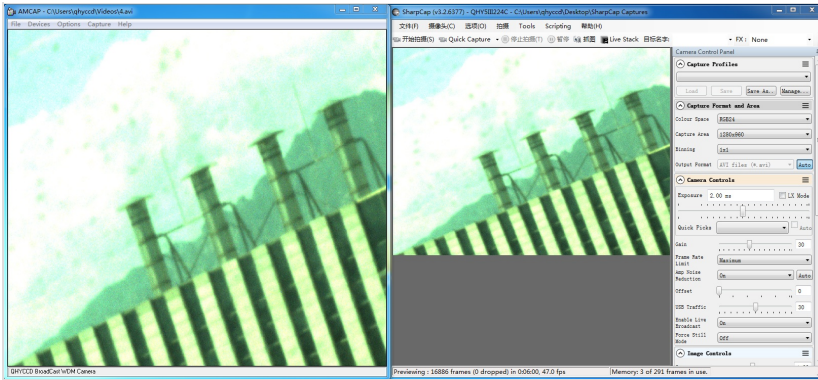 AMCAP - C:\Users\qhyccd\Videos\4.avi
File Devices Options Capture Help
QHYCCD BroadCast WDM Camera
SharpCap (v3.2.6377) - QHY5III224C - C:\Users\qhyccd\Desktop\SharpCap Captures
文件(F) 摄像头(C) 选项(O) 拍摄 Tools Scripting 帮助(H)
开始拍摄(S) Quick Capture 停止拍摄(T) 暂停 抓图 Live Stack 目标名字: FX: None
Camera Control Panel
Capture Profiles
Load Save Save As.. Manage...
Capture Format and Area
Colour Space RGB24
Capture Area 1280x960
Binning 1x1
Output Format AVI files (*.avi) Auto
Camera Controls
Exposure 2.00 ms LX Mode
Quick Picks Auto
Gain 30
Frame Rate
Limit Maximum
Amp Noise
Reduction On Auto
Offset 0
USB Traffic 30
Enable Live
Broadcast On
Force Still
Mode Off
Image Controls
Previewing : 16886 frames (0 dropped) in 0:06:00, 47.0 fps Memory: 3 of 291 frames in use.